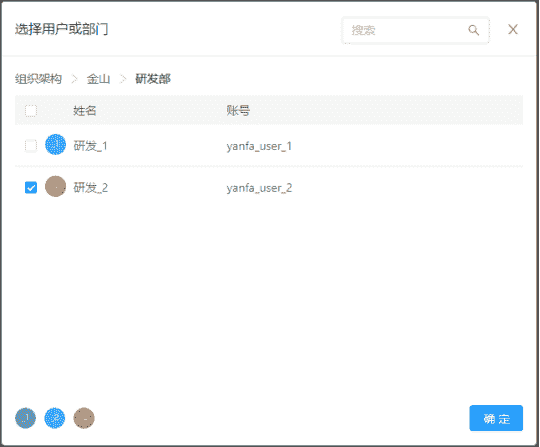 选择用户或部门
搜索
组织架构 > 金山 > 研发部
姓名 账号
研发_1 yanfa_user_1
研发_2 yanfa_user_2
确 定